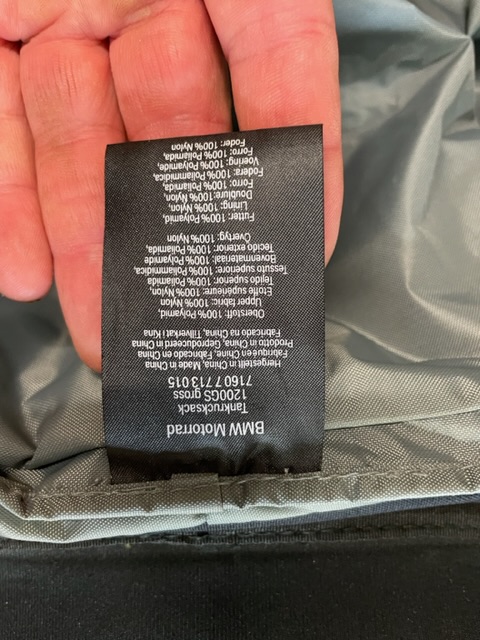 BMW Motorrad
Tankrucksack
1200GS gross
7160 7 713 015
Hergestellt in China, Made in China
Fabriqué en Chine, Fabricado en China
Prodotto in China, Geproduceerd in China
Fabricado na China, Tillverkat i Kina
Oberstoff: 100% Polyamid
Upper fabric: 100% Nylon
Etoffe supérieure: 100% Nylon,
Tejido superior: 100% Poliamida
Tessuto superiore: 100% Poliammidica,
Bovenmateriaal: 100% Polyamide
Tecido exterior: 100% Poliamida,
Overtyg: 100% Nylon
Futter: 100% Polyamid,
Lining: 100% Nylon,
Doublure: 100% Nylon,
Forro: 100% Poliamida,
Fodera: 100% Poliammidica,
Voering: 100% Polyamide,
Forro: 100% Poliamida,
Foder: 100% Nylon